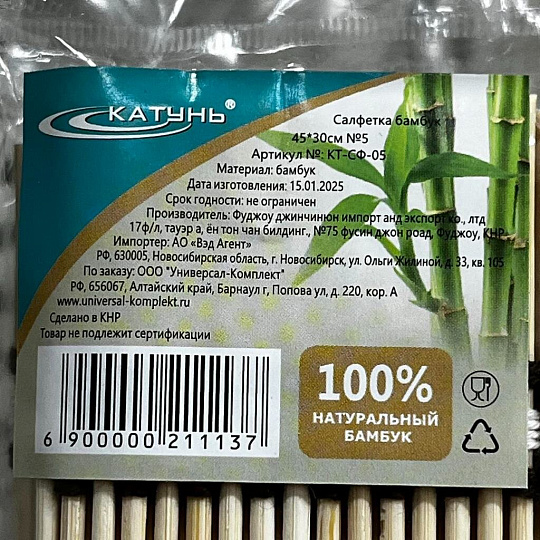 КАТУНЬ®
Салфетка бамбук
45*30см №5
Артикул №: КТ-СФ-05
Материал: бамбук
Дата изготовления: 15.01.2025
Срок годности: не ограничен
Производитель: Фуджоу джинчинюн импорт анд экспорт ко., лтд
17ф/л, тауэр а, ён тон чан билдинг., №75 фусин джон роад, Фуджоу, КНР
Импортер: АО «Вэд Агент»
РФ, 630005, Новосибирская область, г. Новосибирск, ул. Ольги Жилиной, д. 33, кв. 105
По заказу: ООО "Универсал-Комплект"
РФ, 656067, Алтайский край, Барнаул г, Попова ул, д. 220, кор. А
www.universal-komplekt.ru
Сделано в КНР
Товар не подлежит сертификации
6 900000 211137
100%
НАТУРАЛЬНЫЙ
БАМБУК